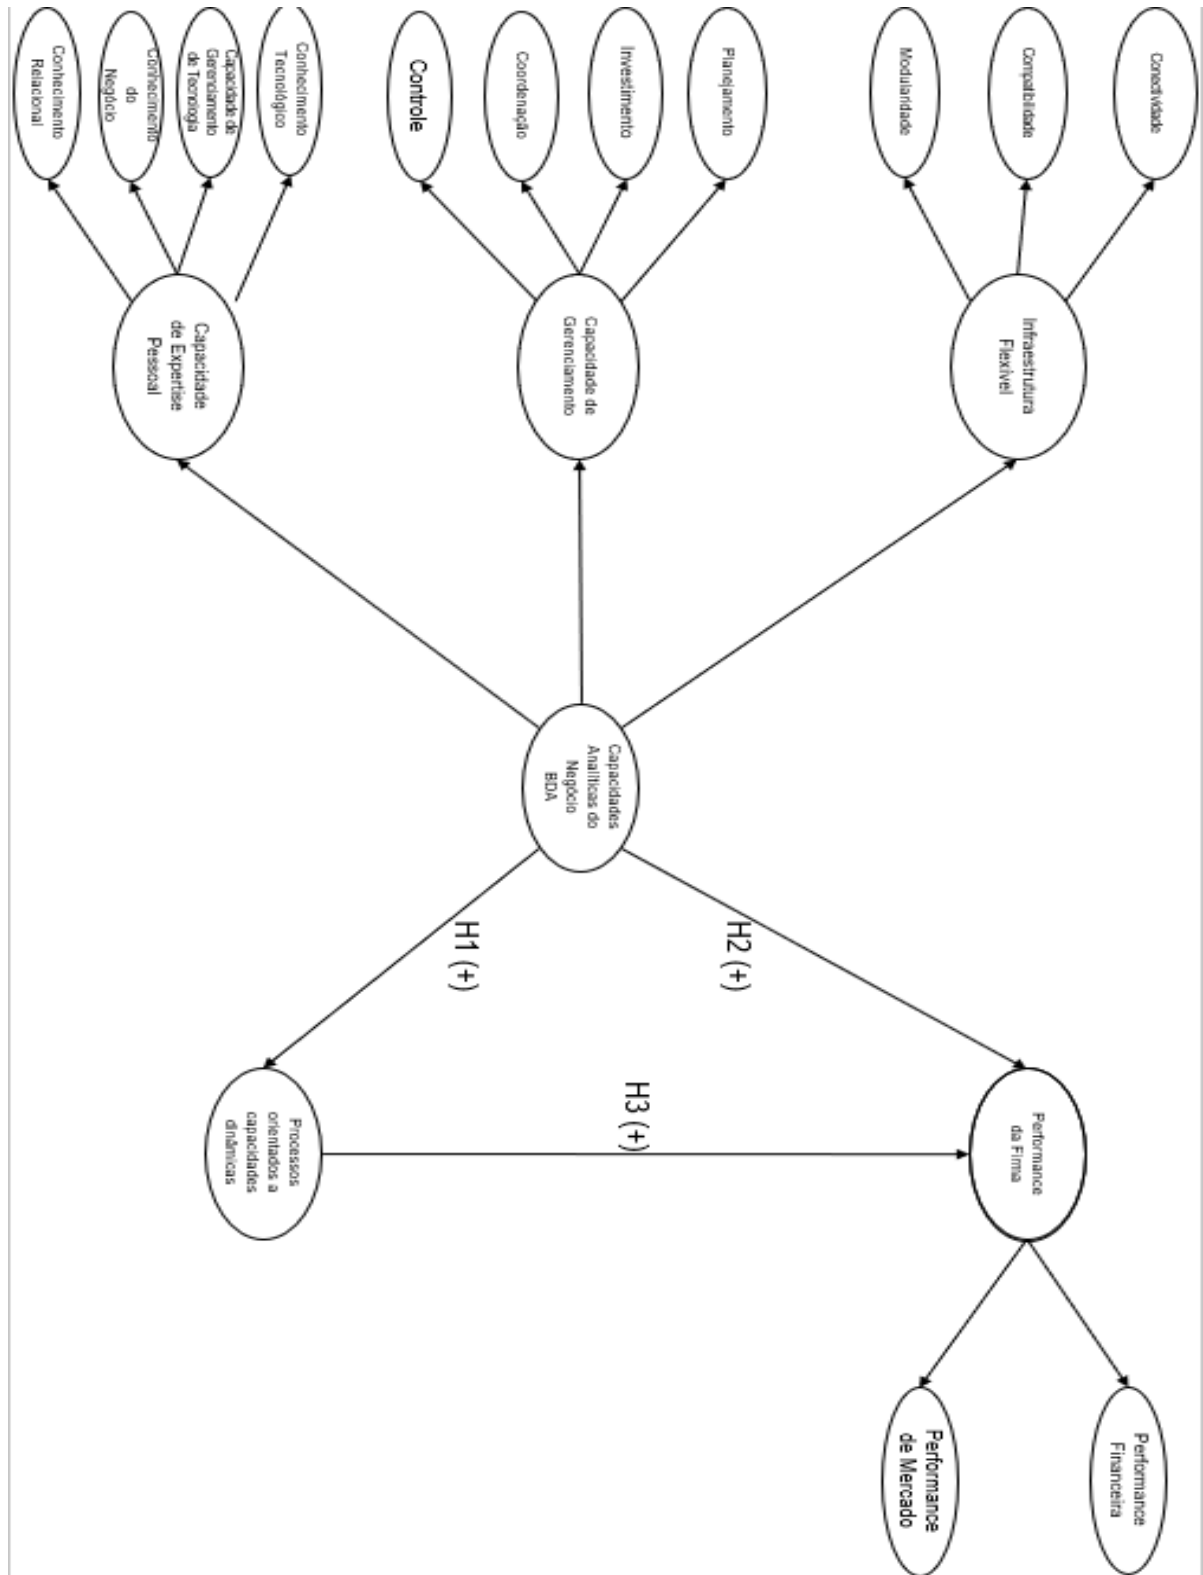 Conectividade
Compatibilidade
Modularidade
Infraestrutura
Flexível
Planejamento
Investimento
Coordenação
Controle
Capacidade de
Gerenciamento
Conhecimento
Tecnológico
Capacidade de
Gerenciamento
de Tecnologia
Conhecimento
do
Negócio
Conhecimento
Relacional
Capacidade
de Expertise
Pessoal
Capacidades
Analíticas do
Negócio
BDA
H2 (+)
H1 (+)
H3 (+)
Performance
da Firma
Processos
orientados a
capacidades
dinâmicas
Performance
Financeira
Performance
de Mercado